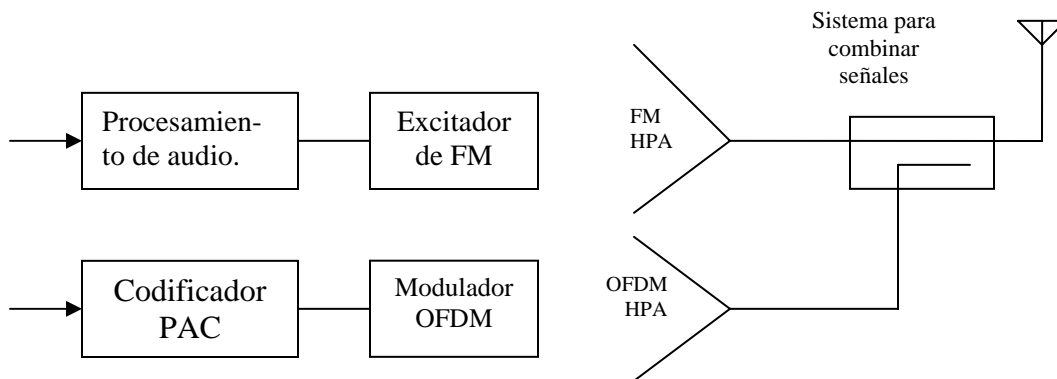 Sistema para
combinar
señales
Procesamien-
to de audio.
Excitador
de FM
FM
HPA
Codificador
PAC
Modulador
OFDM
OFDM
HPA